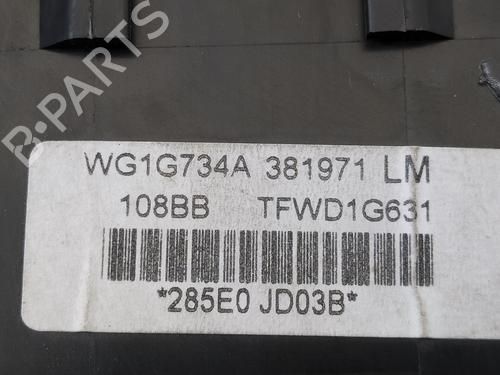 B-PARTS
WG1G734A 381971 LM
108BB TFWD1G631
*285E0 JD03B*